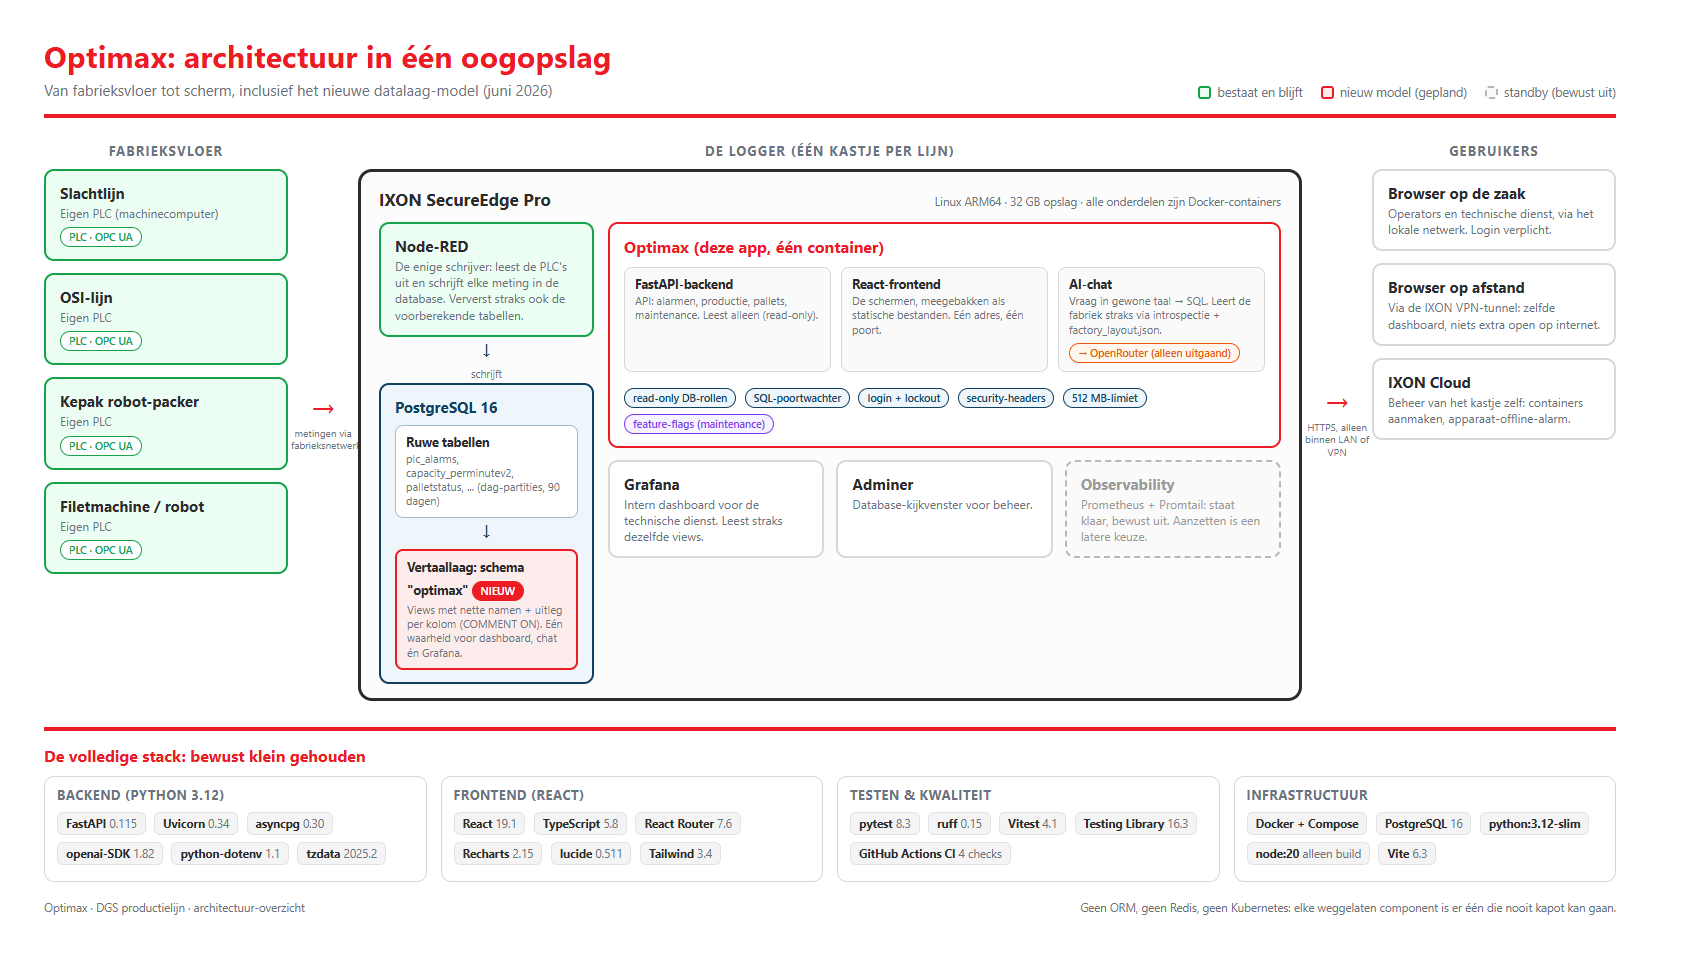 Optimax: architectuur in één oogopslag
Van fabrieksvloer tot scherm, inclusief het nieuwe datalaag-model (juni 2026)
bestaat en blijft
nieuw model (gepland)
standby (bewust uit)
FABRIEKSVLOER
Slachtlijn
Eigen PLC (machinecomputer)
PLC · OPC UA
OSI-lijn
Eigen PLC
PLC · OPC UA
Kepak robot-packer
Eigen PLC
PLC · OPC UA
Filetmachine / robot
Eigen PLC
PLC · OPC UA
→
metingen via
fabrieksnetwerk
DE LOGGER (ÉÉN KASTJE PER LIJN)
IXON SecureEdge Pro
Linux ARM64 · 32 GB opslag · alle onderdelen zijn Docker-containers
Node-RED
De enige schrijver: leest de PLC's
uit en schrijft elke meting in de
database. Ververst straks ook de
voorberekende tabellen.
↓
schrijft
PostgreSQL 16
Ruwe tabellen
plc_alarms,
capacity_perminutev2,
palletstatus, ... (dag-partities, 90
dagen)
↓
Vertaallaag: schema
"optimax" NIEUW
Views met nette namen + uitleg
per kolom (COMMENT ON). Eén
waarheid voor dashboard, chat
én Grafana.
Optimax (deze app, één container)
FastAPI-backend
API: alarmen, productie, pallets,
maintenance. Leest alleen (read-only).
React-frontend
De schermen, meegebakken als
statische bestanden. Eén adres, één
poort.
AI-chat
Vraag in gewone taal → SQL. Leert de
fabriek straks via introspectie +
factory_layout.json.
→ OpenRouter (alleen uitgaand)
read-only DB-rollen
SQL-poortwachter
login + lockout
security-headers
512 MB-limiet
feature-flags (maintenance)
Grafana
Intern dashboard voor de
technische dienst. Leest straks
dezelfde views.
Adminer
Database-kijkvenster voor beheer.
Observability
Prometheus + Promtail: staat
klaar, bewust uit. Aanzetten is een
latere keuze.
→
HTTPS, alleen
binnen LAN of
VPN
GEBRUIKERS
Browser op de zaak
Operators en technische dienst, via het
lokale netwerk. Login verplicht.
Browser op afstand
Via de IXON VPN-tunnel: zelfde
dashboard, niets extra open op internet.
IXON Cloud
Beheer van het kastje zelf: containers
aanmaken, apparaat-offline-alarm.
De volledige stack: bewust klein gehouden
BACKEND (PYTHON 3.12)
FastAPI 0.115
Uvicorn 0.34
asyncpg 0.30
openai-SDK 1.82
python-dotenv 1.1
tzdata 2025.2
FRONTEND (REACT)
React 19.1
TypeScript 5.8
React Router 7.6
Recharts 2.15
lucide 0.511
Tailwind 3.4
TESTEN & KWALITEIT
pytest 8.3
ruff 0.15
Vitest 4.1
Testing Library 16.3
GitHub Actions CI 4 checks
INFRASTRUCTUUR
Docker + Compose
PostgreSQL 16
python:3.12-slim
node:20 alleen build
Vite 6.3
Optimax · DGS productielijn · architectuur-overzicht
Geen ORM, geen Redis, geen Kubernetes: elke weggelaten component is er één die nooit kapot kan gaan.